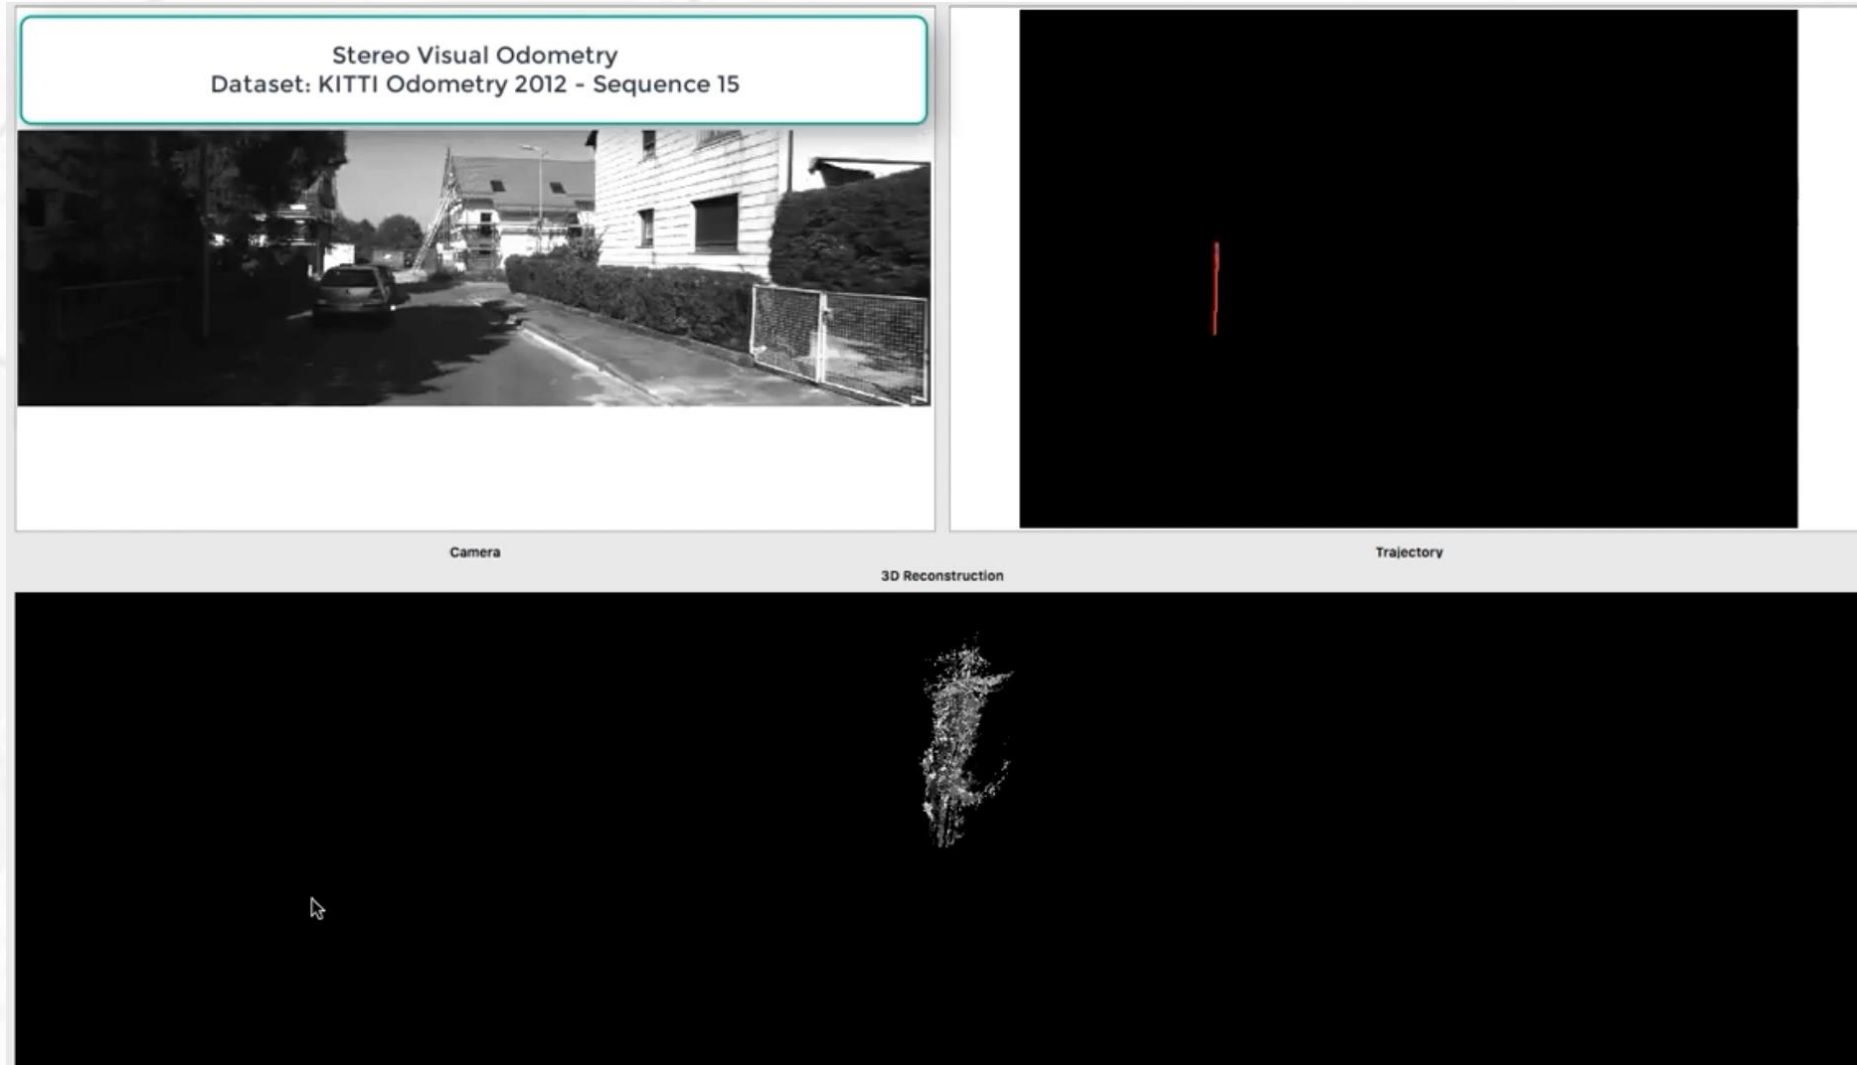 Stereo Visual Odometry
Dataset: KITTI Odometry 2012 - Sequence 15
Camera
Trajectory
3D Reconstruction